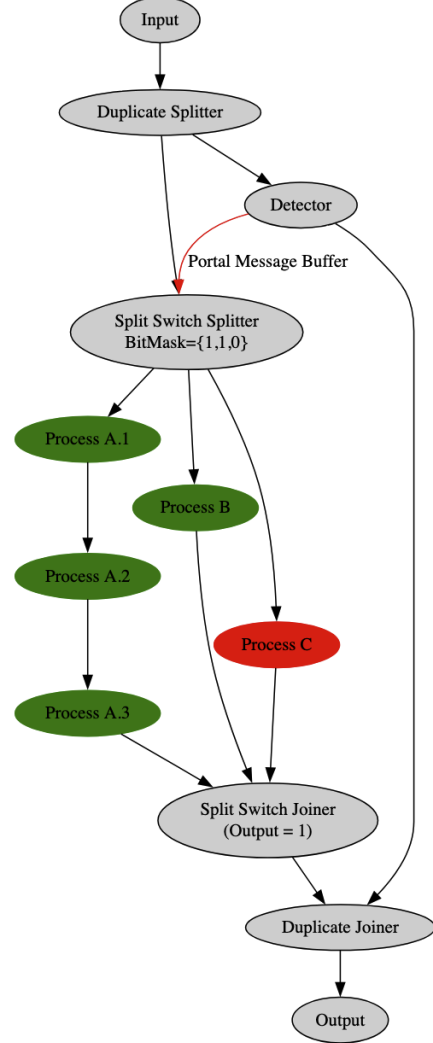 Input
Duplicate Splitter
Detector
Portal Message Buffer
Split Switch Splitter
BitMask={1,1,0}
Process A.1
Process B
Process A.2
Process C
Process A.3
Split Switch Joiner
(Output = 1)
Duplicate Joiner
Output